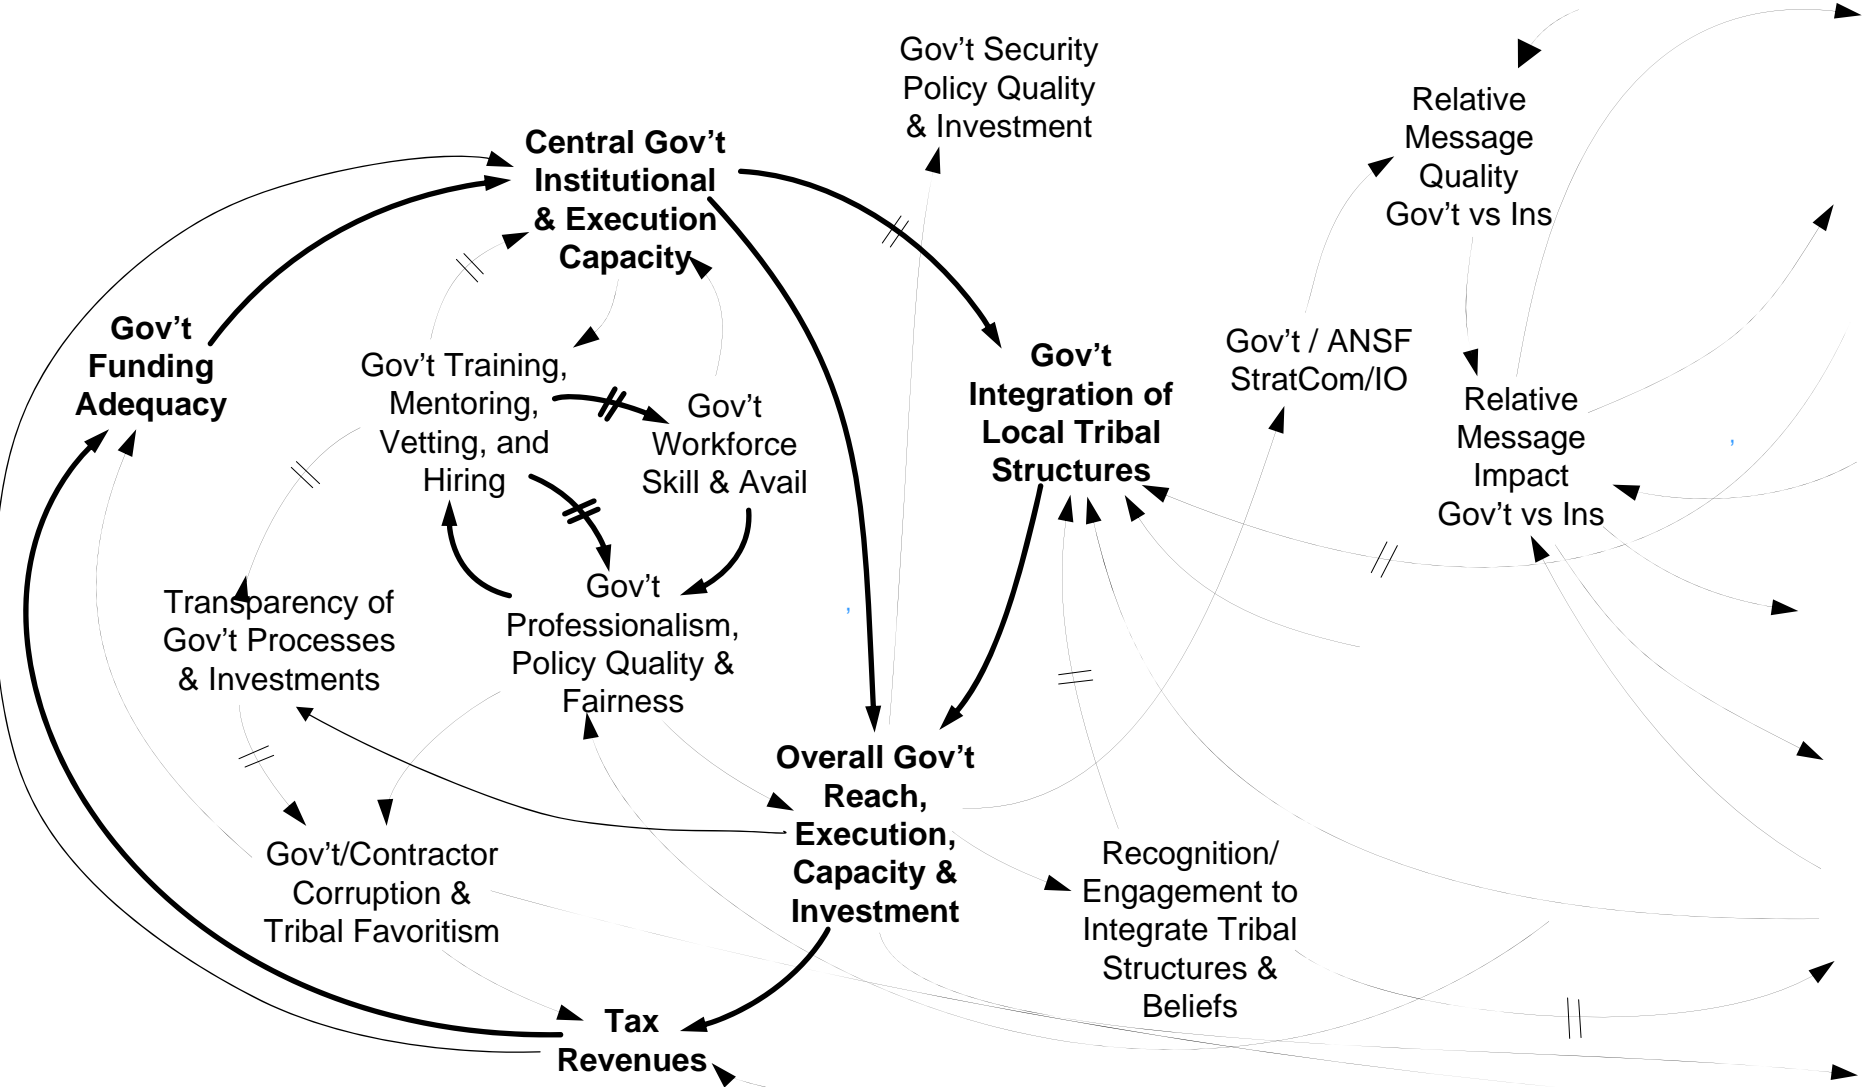 Gov’t Security
Policy Quality
& Investment
Relative
Message
Quality
Gov’t vs Ins
Central Gov’t
Institutional
& Execution
Capacity
Gov’t
Funding
Adequacy
Gov’t Training,
Mentoring,
Vetting, and
Hiring
Gov’t
Workforce
Skill & Avail
Gov’t
Integration of
Local Tribal
Structures
Gov’t / ANSF
StratCom/IO
Relative
Message
Impact
Gov’t vs Ins
Transparency of
Gov’t Processes
& Investments
Gov’t
Professionalism,
Policy Quality &
Fairness
Overall Gov’t
Reach,
Execution,
Capacity &
Investment
Gov’t/Contractor
Corruption &
Tribal Favoritism
Recognition/
Engagement to
Integrate Tribal
Structures &
Beliefs
Tax
Revenues